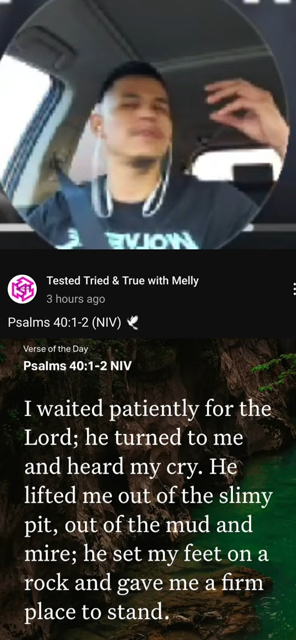 Tested Tried & True with Melly
3 hours ago
Psalms 40:1-2 (NIV)
Verse of the Day
Psalms 40:1-2 NIV
I waited patiently for the
Lord; he turned to me
and heard my cry. He
lifted me out of the slimy
pit, out of the mud and
mire; he set my feet on a
rock and gave me a firm
place to stand.